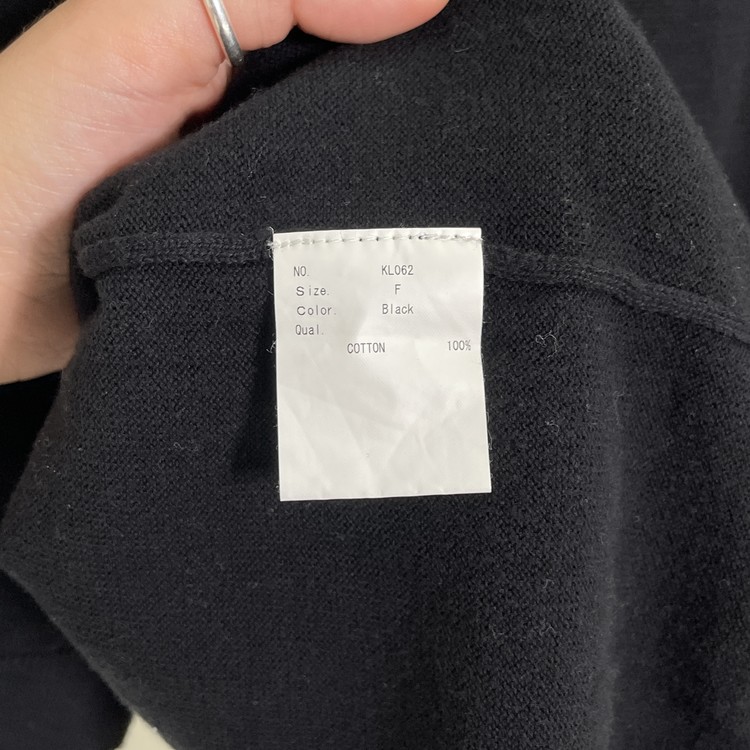 NO. KL062
Size. F
Color. Black
Qual.
COTTON 100%